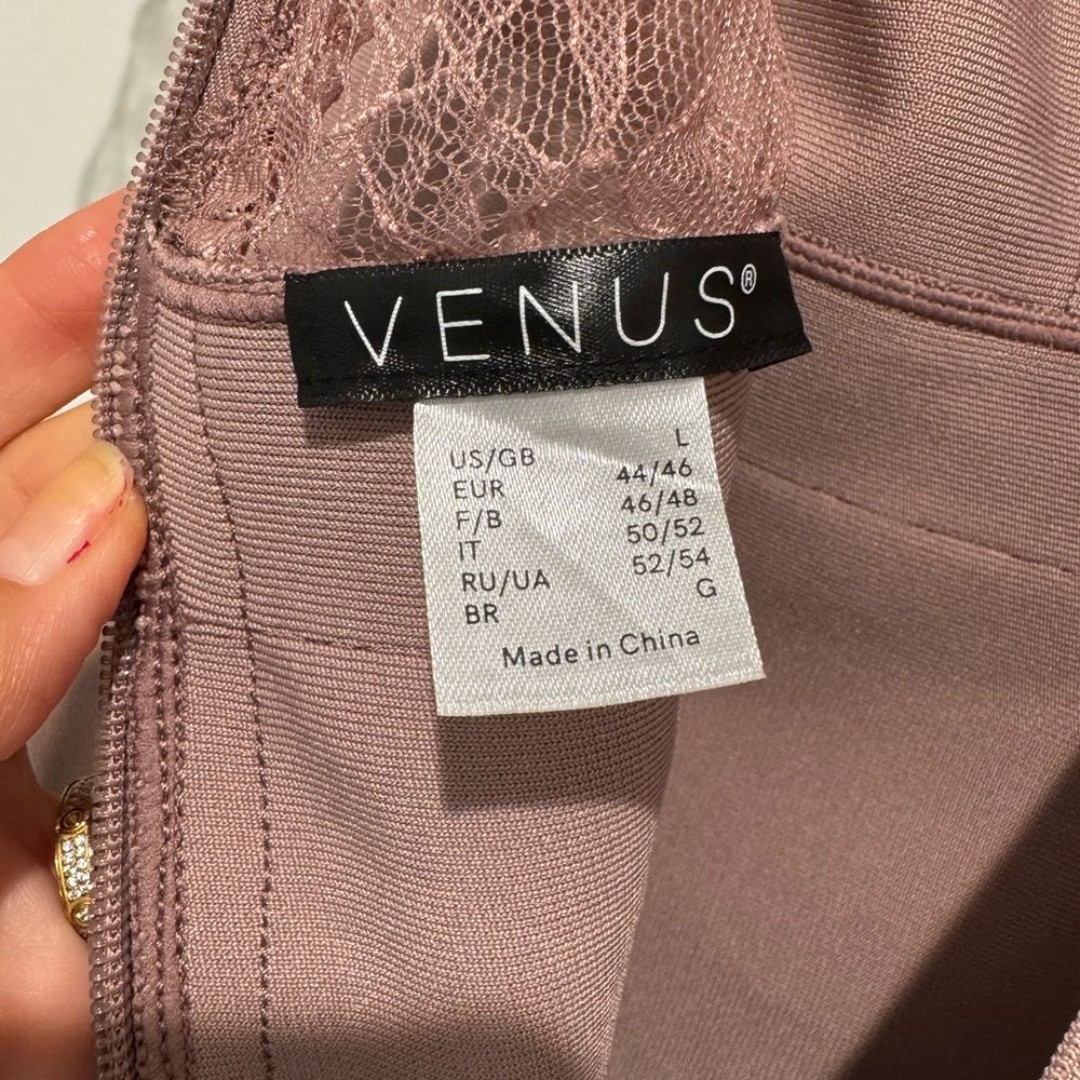 VENUS®
US/GB L
EUR 44/46
F/B 46/48
IT 50/52
RU/UA 52/54
BR G
Made in China